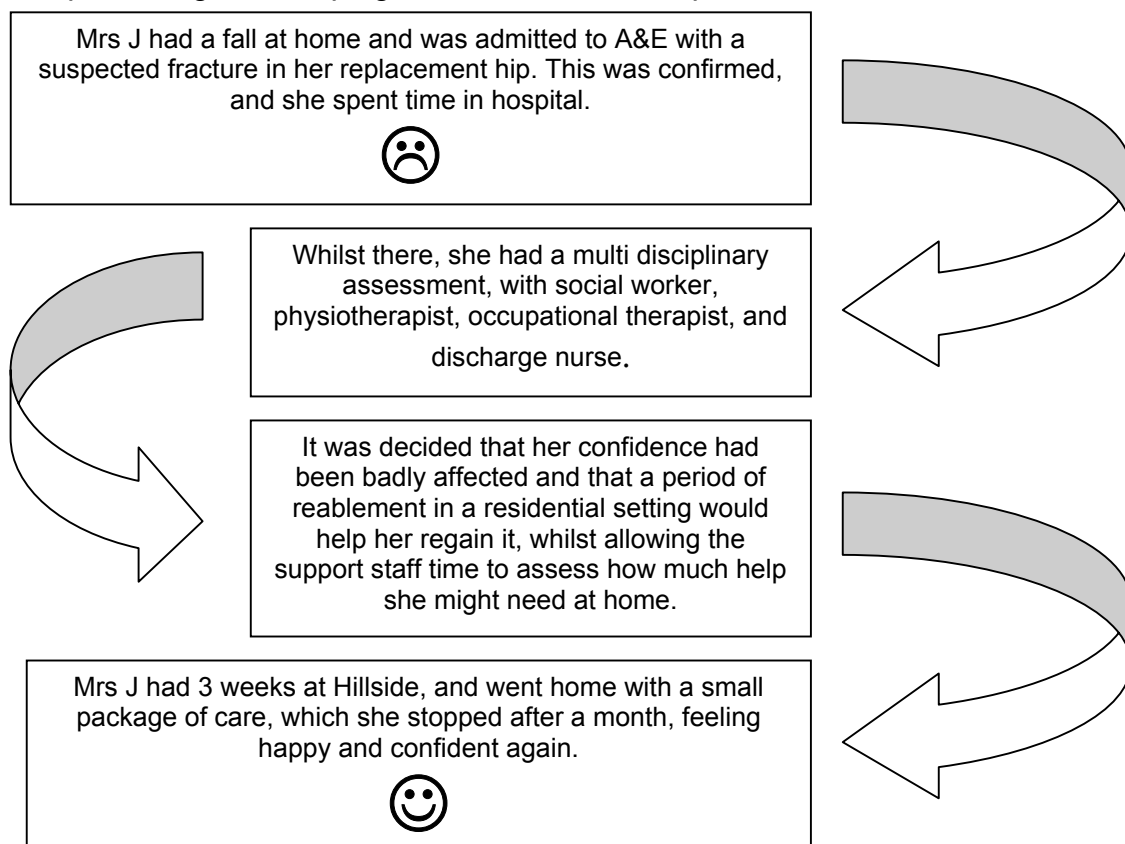 Mrs J had a fall at home and was admitted to A&E with a
suspected fracture in her replacement hip. This was confirmed,
and she spent time in hospital.
Whilst there, she had a multi disciplinary
assessment, with social worker,
physiotherapist, occupational therapist, and
discharge nurse.
It was decided that her confidence had
been badly affected and that a period of
reablement in a residential setting would
help her regain it, whilst allowing the
support staff time to assess how much help
she might need at home.
Mrs J had 3 weeks at Hillside, and went home with a small
package of care, which she stopped after a month, feeling
happy and confident again.